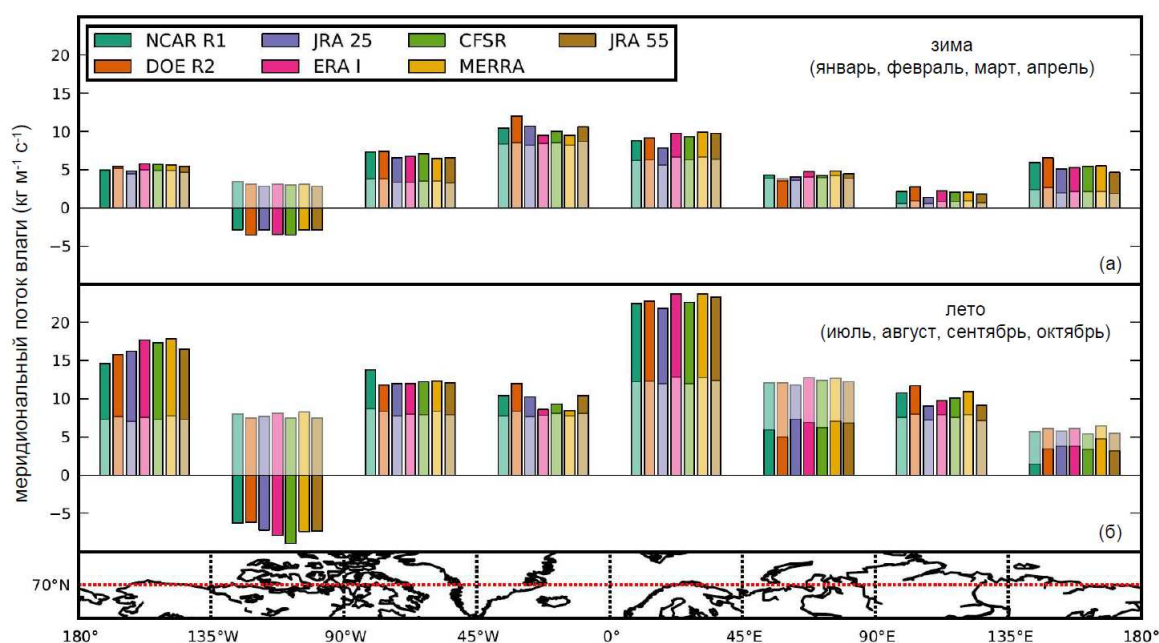 меридиональный поток влаги (кг м⁻¹ с⁻¹)
NCAR R1 JRA 25 CFSR JRA 55
DOE R2 ERA I MERRA
зима
(январь, февраль, март, апрель)
20
15
10
5
0
−5
(а)
лето
(июль, август, сентябрь, октябрь)
20
15
10
5
0
−5
(б)
70°N
180° 135°W 90°W 45°W 0° 45°E 90°E 135°E 180°